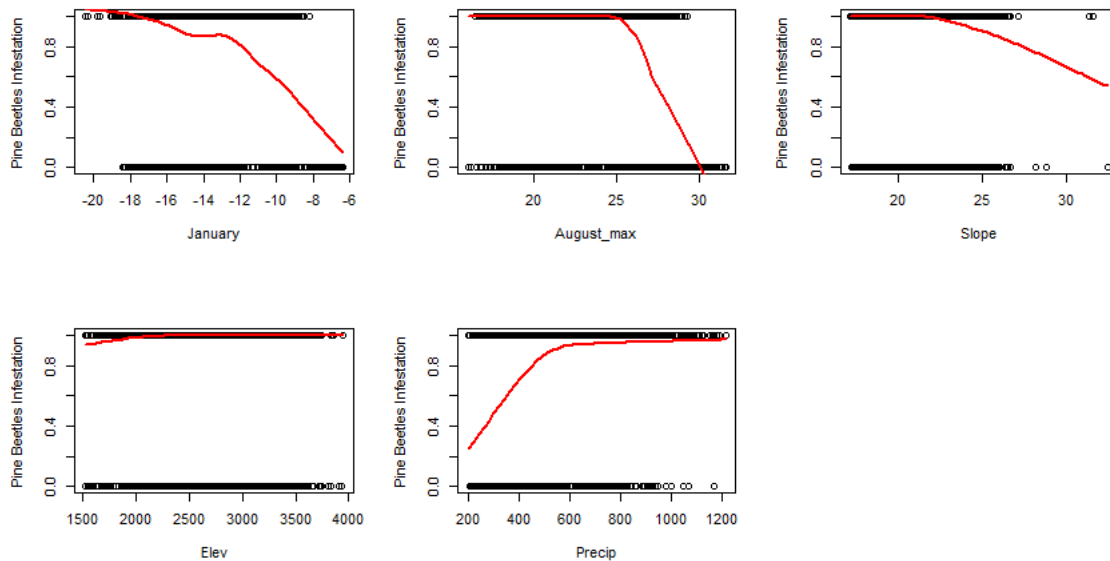 Pine Beetles Infestation
0.0 0.4 0.8
-20 -18 -16 -14 -12 -10 -8 -6
January
Pine Beetles Infestation
0.0 0.4 0.8
20 25 30
August_max
Pine Beetles Infestation
0.0 0.4 0.8
20 25 30
Slope
Pine Beetles Infestation
0.0 0.4 0.8
1500 2000 2500 3000 3500 4000
Elev
Pine Beetles Infestation
0.0 0.4 0.8
200 400 600 800 1000 1200
Precip